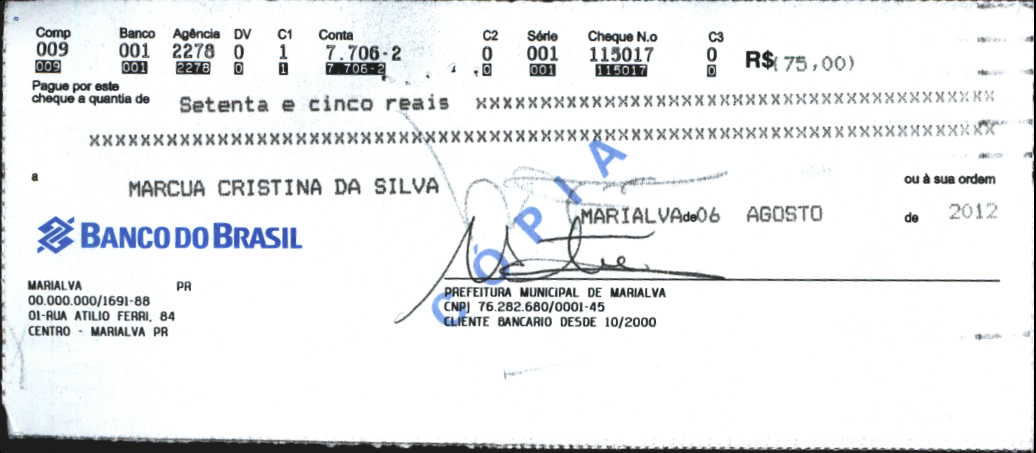 Comp Banco Agência DV C1 Conta C2 Série Cheque N.o C3
009 001 2278 0 1 7.706-2 0 001 115017 0 R$(75,00)
009 001 2278 0 1 7 706-2 0 001 115017 0
Pague por este
cheque a quantia de Setenta e cinco reais XXXXXXXXXXXXXXXXXXXXXXXXXXXXXXXXXXXXXXXXXXXXXXXX
XXXXXXXXXXXXXXXXXXXXXXXXXXXXXXXXXXXXXXXXXXXXXXXXXXXXXXXXXXXXXXXXXXXXXXXXXXXXXXXXXXXX
a MARCUA CRISTINA DA SILVA ou à sua ordem
MARIALVA de 06 AGOSTO de 2012
BANCO DO BRASIL
CÓPIA
MARIALVA PR
00.000.000/1691-88
01-RUA ATILIO FERRI, 84
CENTRO - MARIALVA PR
PREFEITURA MUNICIPAL DE MARIALVA
CNPJ 76.282.680/0001-45
CLIENTE BANCARIO DESDE 10/2000